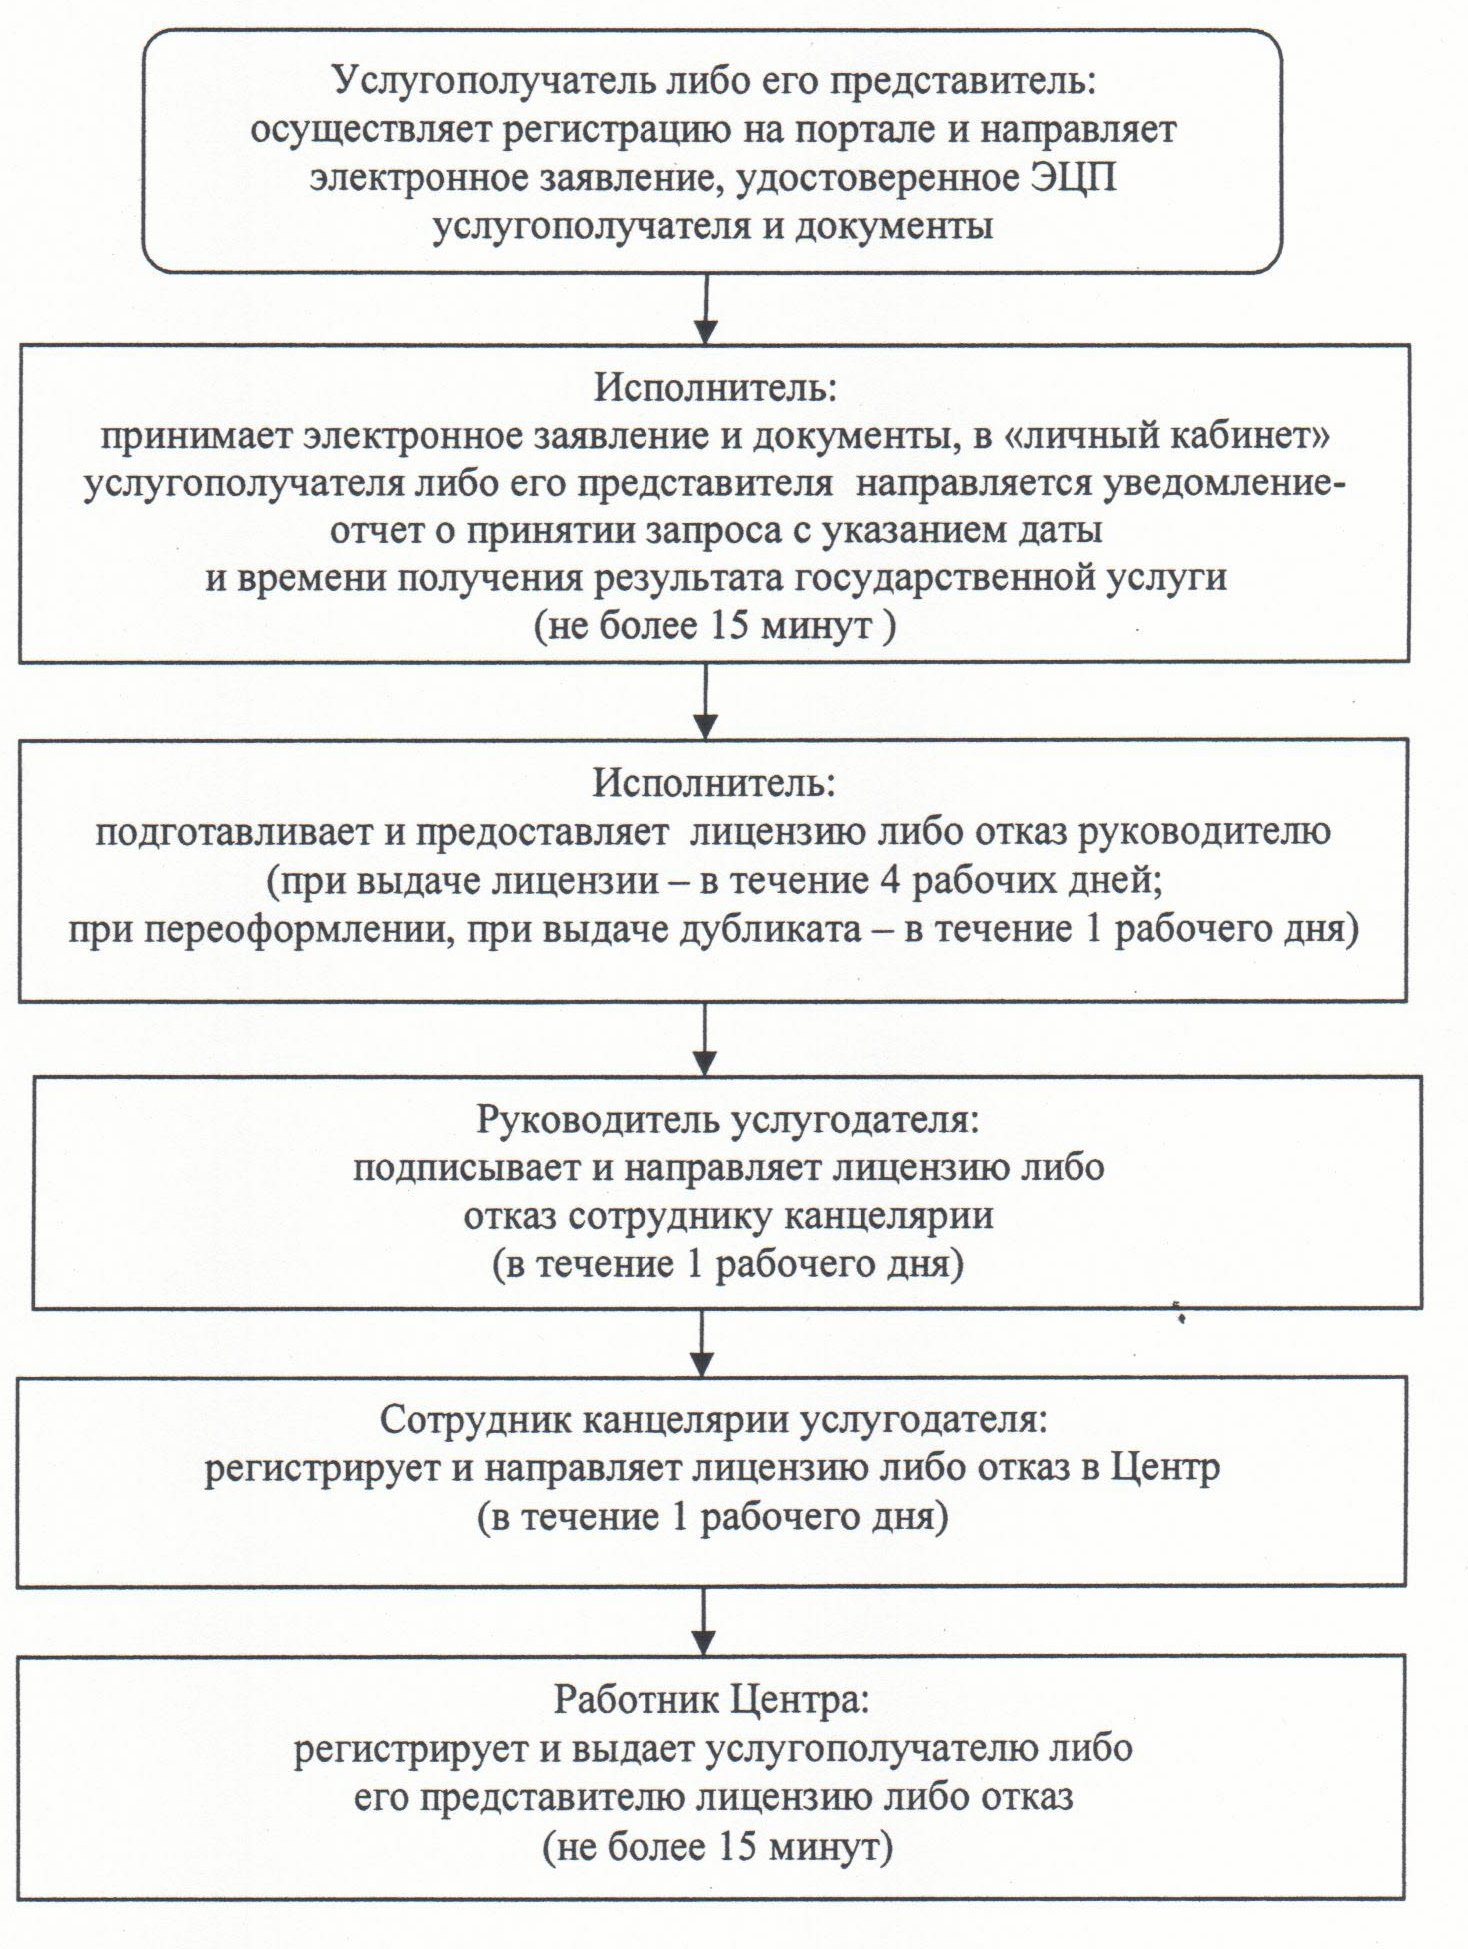 Услугополучатель либо его представитель:
осуществляет регистрацию на портале и направляет
электронное заявление, удостоверенное ЭЦП
услугополучателя и документы
Исполнитель:
принимает электронное заявление и документы, в «личный кабинет»
услугополучателя либо его представителя направляется уведомление-
отчет о принятии запроса с указанием даты
и времени получения результата государственной услуги
(не более 15 минут )
Исполнитель:
подготавливает и предоставляет лицензию либо отказ руководителю
(при выдаче лицензии – в течение 4 рабочих дней;
при переоформлении, при выдаче дубликата – в течение 1 рабочего дня)
Руководитель услугодателя:
подписывает и направляет лицензию либо
отказ сотруднику канцелярии
(в течение 1 рабочего дня)
Сотрудник канцелярии услугодателя:
регистрирует и направляет лицензию либо отказ в Центр
(в течение 1 рабочего дня)
Работник Центра:
регистрирует и выдает услугополучателю либо
его представителю лицензию либо отказ
(не более 15 минут)